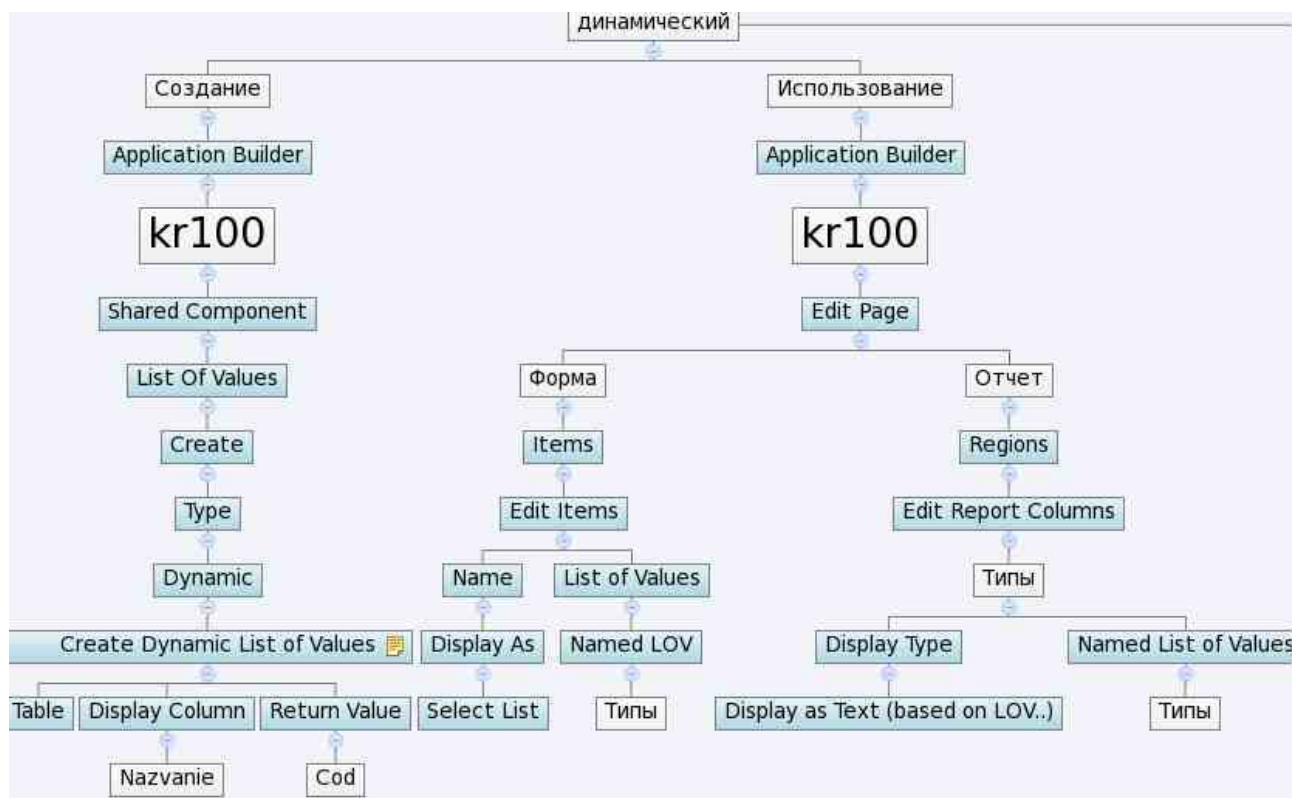 динамический
Создание
Использование
Application Builder
Application Builder
kr100
kr100
Shared Component
Edit Page
List Of Values
Форма
Отчет
Create
Items
Regions
Type
Edit Items
Edit Report Columns
Dynamic
Name
List of Values
Типы
Create Dynamic List of Values
Display As
Named LOV
Display Type
Named List of Values
Table
Display Column
Return Value
Select List
Типы
Display as Text (based on LOV..)
Типы
Nazvanie
Cod